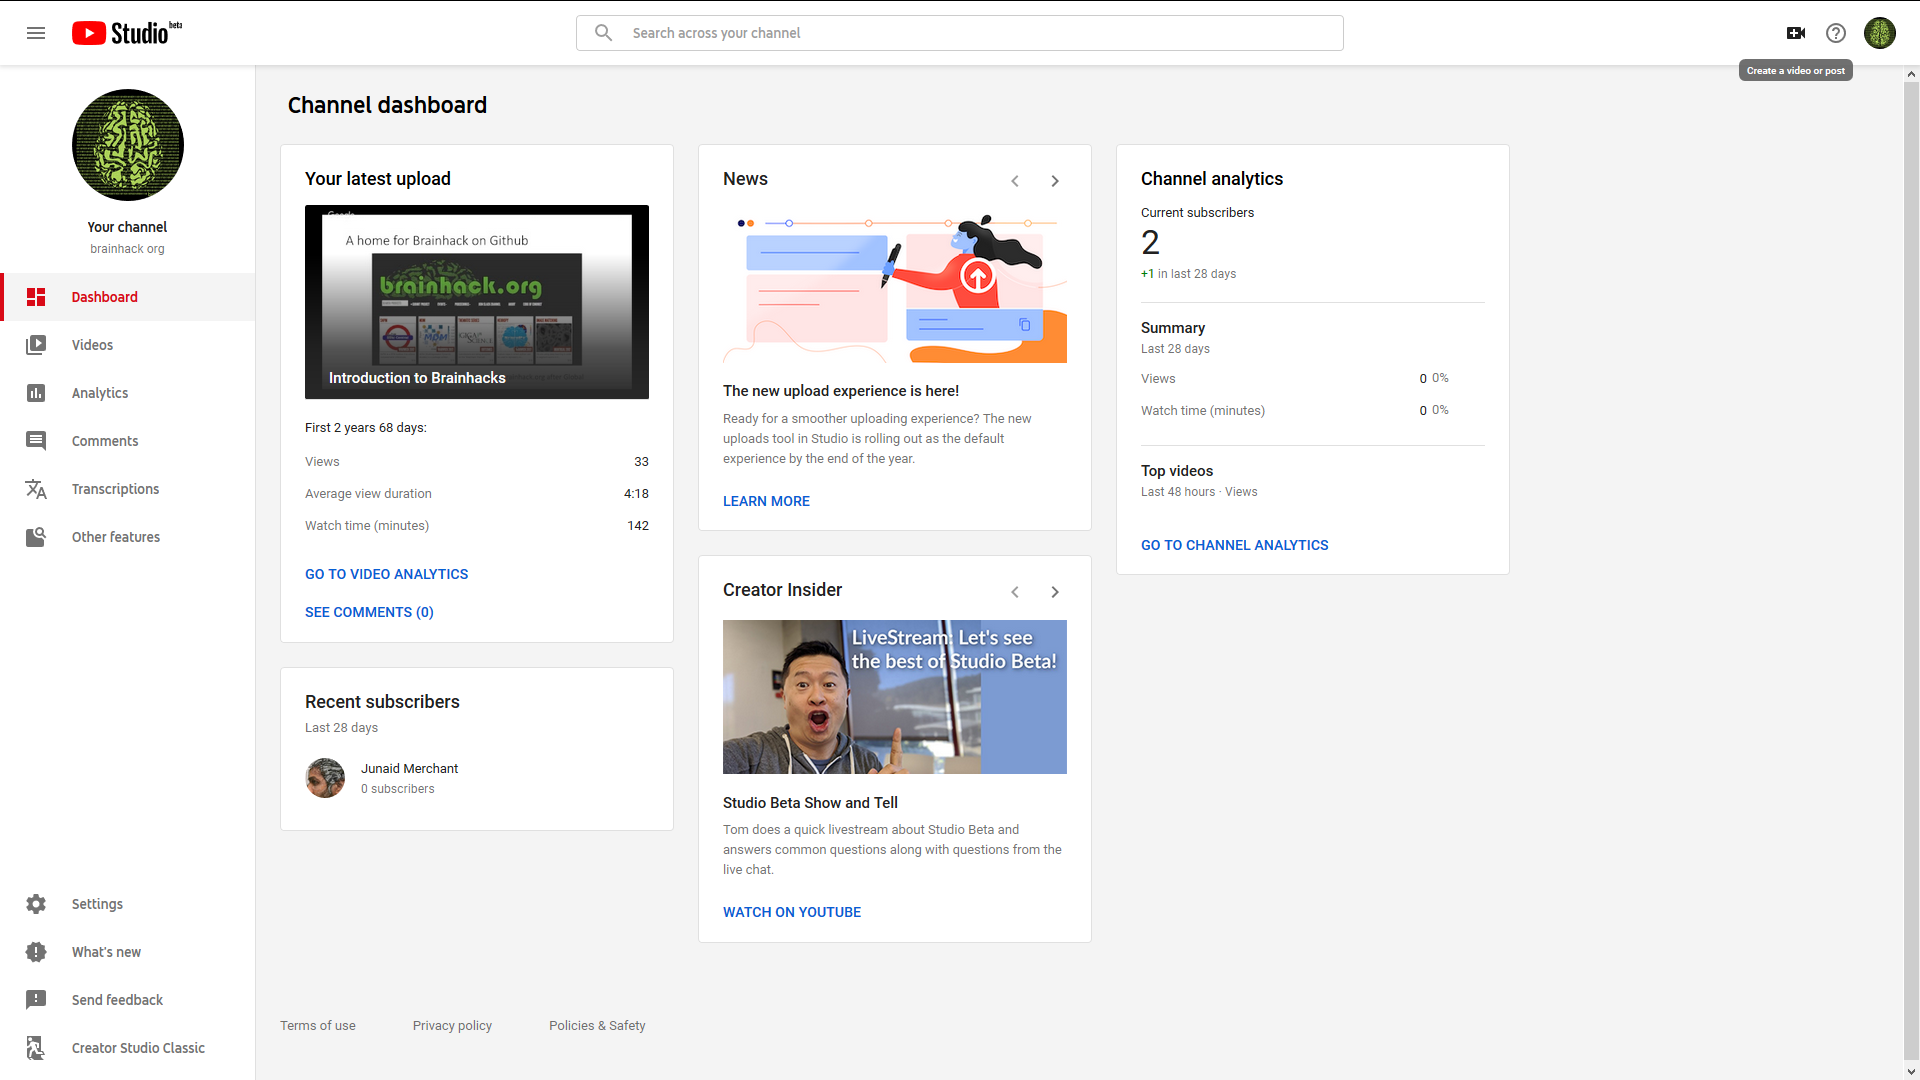 Studio beta
Search across your channel
Create a video or post
Your channel
brainhack org
Dashboard
Videos
Analytics
Comments
Transcriptions
Other features
Settings
What's new
Send feedback
Creator Studio Classic
Channel dashboard
Your latest upload
A home for Brainhack on Github
brainhack.org
Introduction to Brainhacks
First 2 years 68 days:
Views 33
Average view duration 4:18
Watch time (minutes) 142
GO TO VIDEO ANALYTICS
SEE COMMENTS (0)
Recent subscribers
Last 28 days
Junaid Merchant
0 subscribers
News
The new upload experience is here!
Ready for a smoother uploading experience? The new
uploads tool in Studio is rolling out as the default
experience by the end of the year.
LEARN MORE
Creator Insider
LiveStream: Let's see
the best of Studio Beta!
Studio Beta Show and Tell
Tom does a quick livestream about Studio Beta and
answers common questions along with questions from the
live chat.
WATCH ON YOUTUBE
Channel analytics
Current subscribers
2
+1 in last 28 days
Summary
Last 28 days
Views 0 0%
Watch time (minutes) 0 0%
Top videos
Last 48 hours · Views
GO TO CHANNEL ANALYTICS
Terms of use
Privacy policy
Policies & Safety